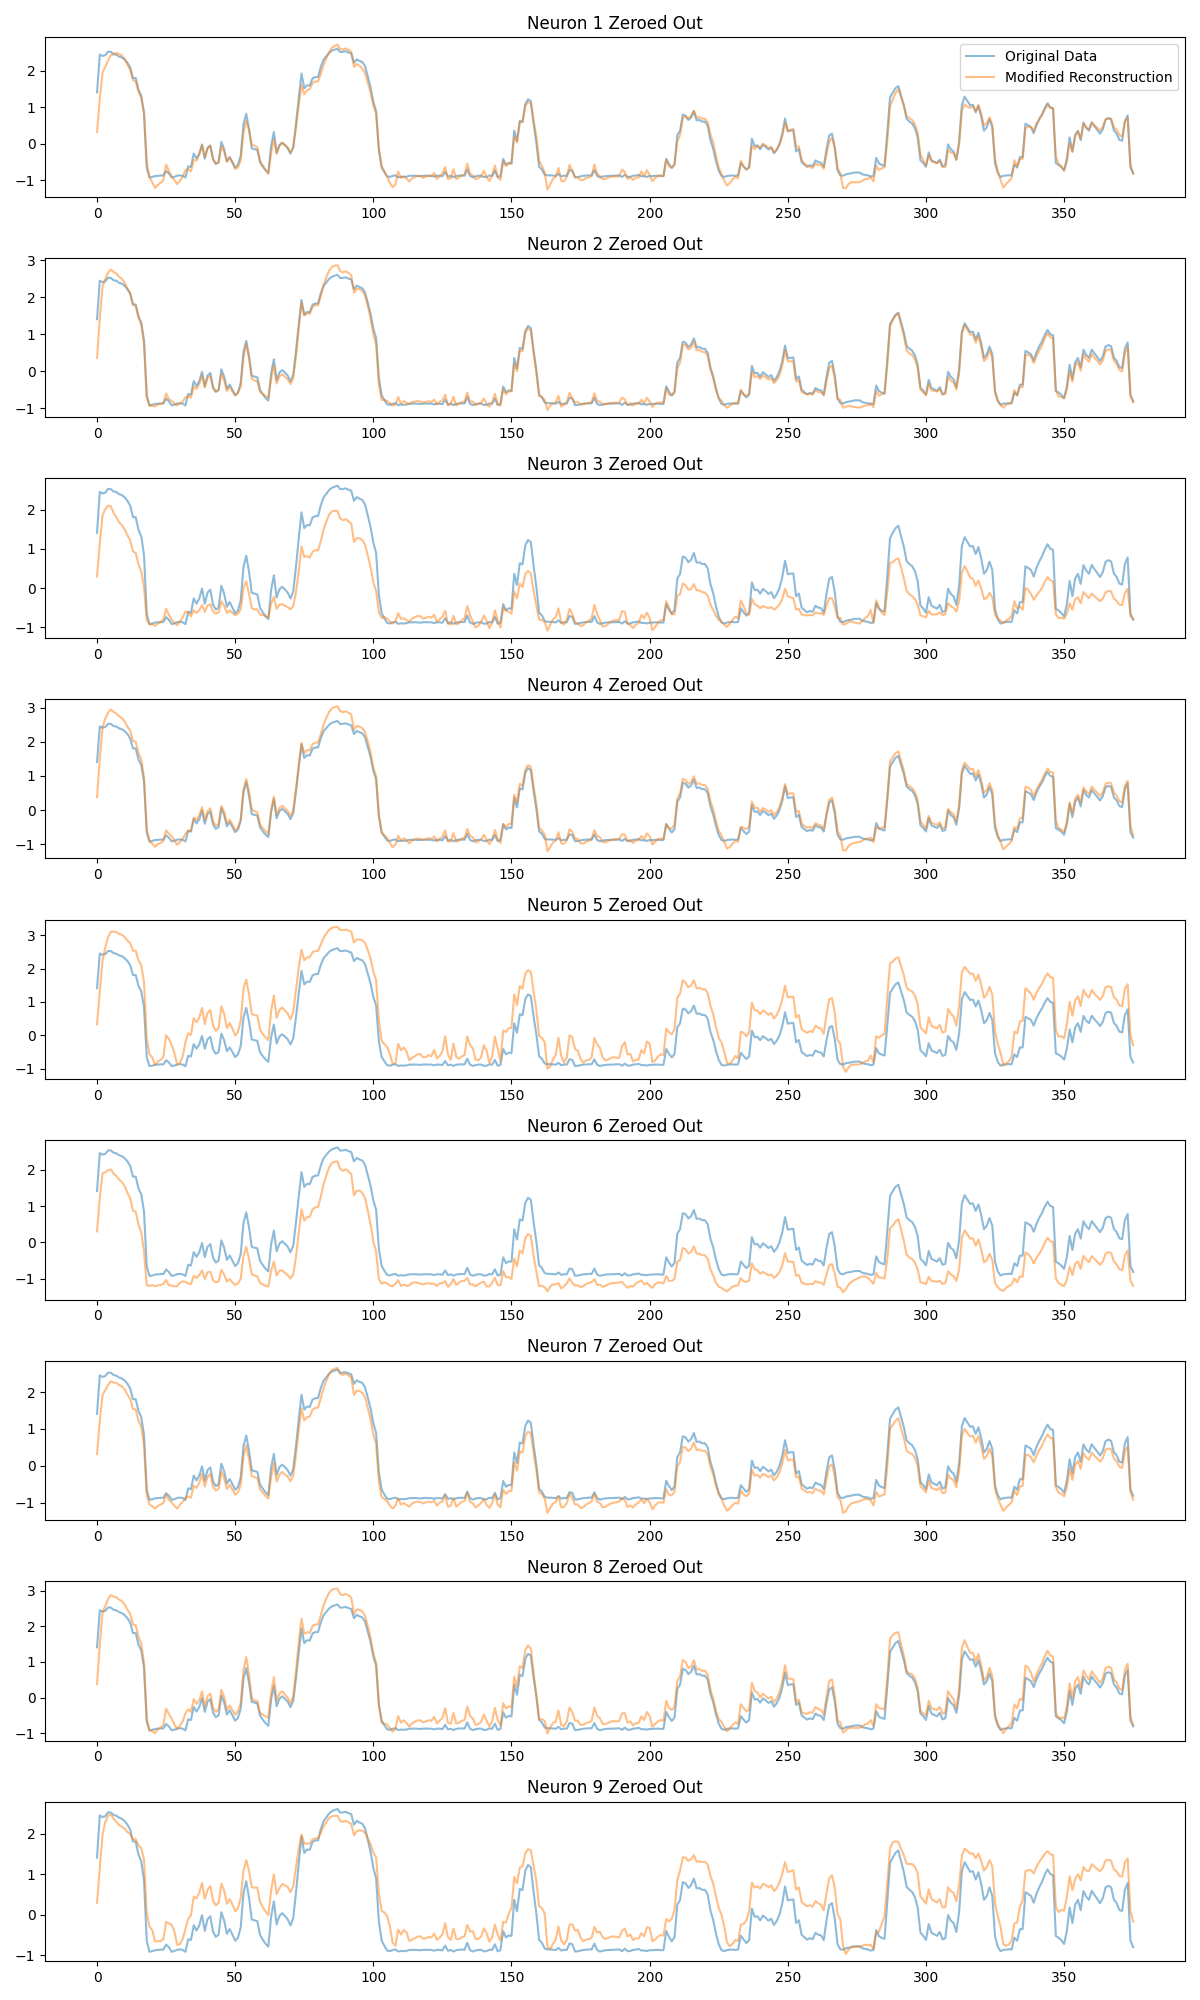 Neuron 1 Zeroed Out
Original Data
Modified Reconstruction
2
1
0
−1
0 50 100 150 200 250 300 350
Neuron 2 Zeroed Out
3
2
1
0
−1
0 50 100 150 200 250 300 350
Neuron 3 Zeroed Out
2
1
0
−1
0 50 100 150 200 250 300 350
Neuron 4 Zeroed Out
3
2
1
0
−1
0 50 100 150 200 250 300 350
Neuron 5 Zeroed Out
3
2
1
0
−1
0 50 100 150 200 250 300 350
Neuron 6 Zeroed Out
2
1
0
−1
0 50 100 150 200 250 300 350
Neuron 7 Zeroed Out
2
1
0
−1
0 50 100 150 200 250 300 350
Neuron 8 Zeroed Out
3
2
1
0
−1
0 50 100 150 200 250 300 350
Neuron 9 Zeroed Out
2
1
0
−1
0 50 100 150 200 250 300 350